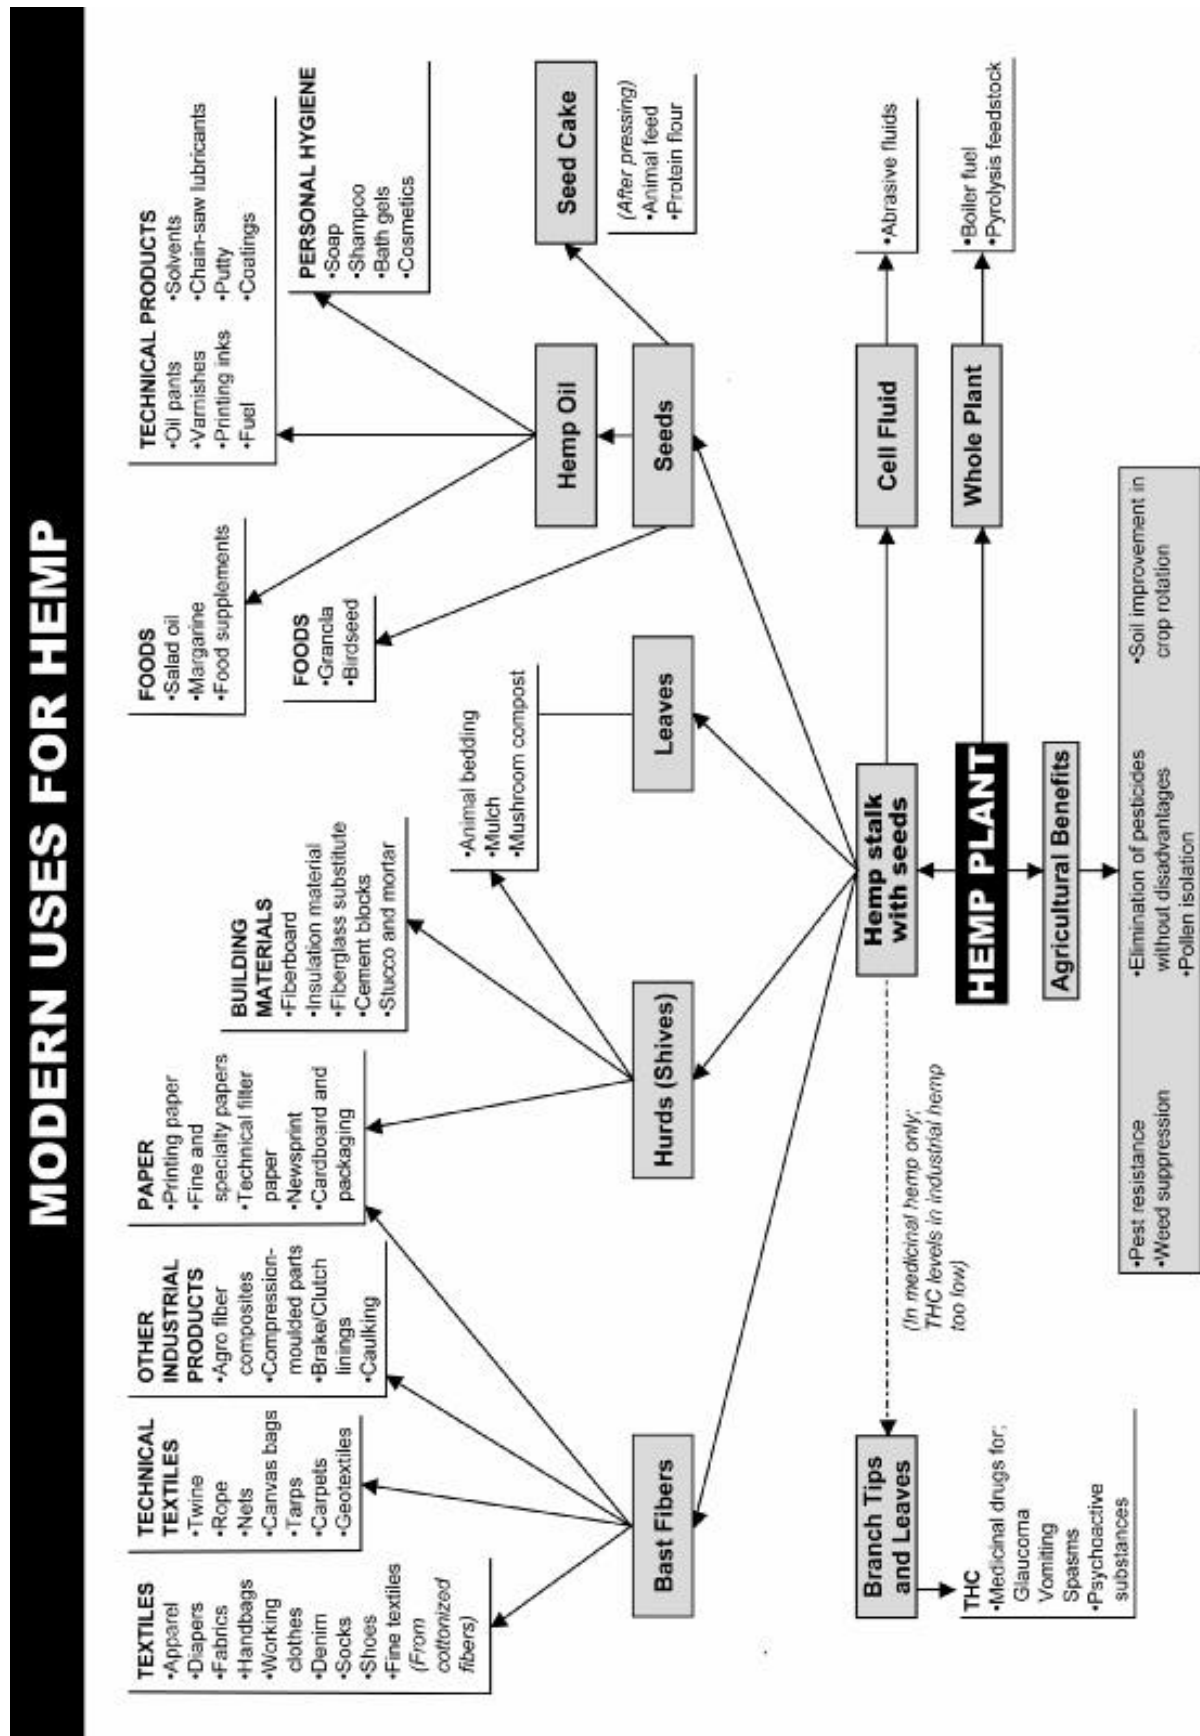 MODERN USES FOR HEMP
TEXTILES
•Apparel
•Diapers
•Fabrics
•Handbags
•Working
clothes
•Denim
•Socks
•Shoes
•Fine textiles
(From
cottonized
fibers)
TECHNICAL
TEXTILES
•Twine
•Rope
•Nets
•Canvas bags
•Tarps
•Carpets
•Geotextiles
OTHER
INDUSTRIAL
PRODUCTS
•Agro fiber
composites
•Compression-
moulded parts
•Brake/Clutch
linings
•Caulking
PAPER
•Printing paper
•Fine and
specialty papers
•Technical filter
paper
•Newsprint
•Cardboard and
packaging
BUILDING
MATERIALS
•Fiberboard
•Insulation material
•Fiberglass substitute
•Cement blocks
•Stucco and mortar
•Animal bedding
•Mulch
•Mushroom compost
FOODS
•Salad oil
•Margarine
•Food supplements
FOODS
•Granola
•Birdseed
TECHNICAL PRODUCTS
•Oil pants
•Varnishes
•Printing inks
•Fuel
•Solvents
•Chain-saw lubricants
•Putty
•Coatings
PERSONAL HYGIENE
•Soap
•Shampoo
•Bath gels
•Cosmetics
Hemp Oil
Seed Cake
(After pressing)
•Animal feed
•Protein flour
Bast Fibers
Hurds (Shives)
Leaves
Seeds
Branch Tips
and Leaves
(In medicinal hemp only;
THC levels in industrial hemp
too low)
Hemp stalk
with seeds
Cell Fluid
•Abrasive fluids
THC
•Medicinal drugs for;
Glaucoma
Vomiting
Spasms
•Psychoactive
substances
HEMP PLANT
Whole Plant
•Boiler fuel
•Pyrolysis feedstock
Agricultural Benefits
•Pest resistance
•Weed suppression
•Elimination of pesticides
without disadvantages
•Pollen isolation
•Soil improvement in
crop rotation